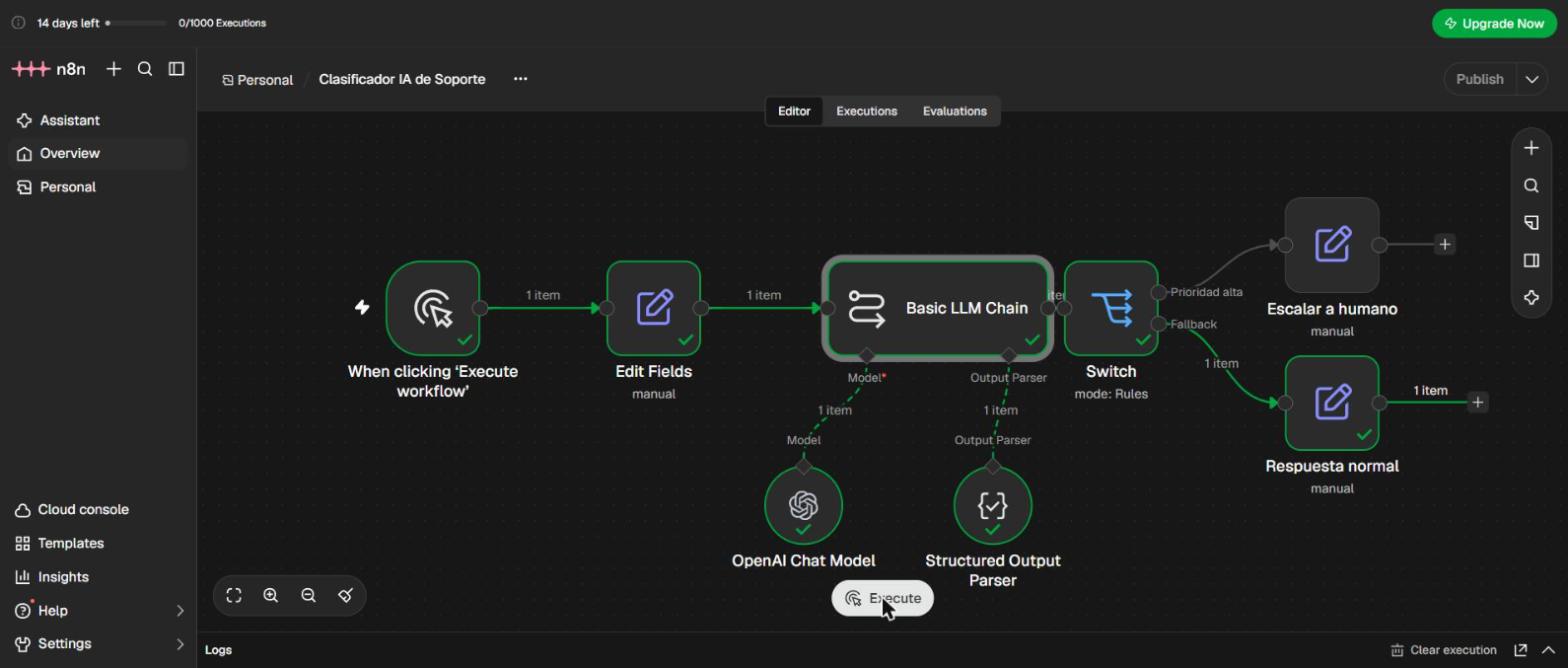 14 days left
0/1000 Executions
Upgrade Now
n8n
Personal / Clasificador IA de Soporte ...
Publish
Editor
Executions
Evaluations
Assistant
Overview
Personal
1 item
1 item
Basic LLM Chain
Prioridad alta
Fallback
Escalar a humano
manual
When clicking ‘Execute
workflow’
Edit Fields
manual
Model*
Output Parser
Switch
mode: Rules
1 item
1 item
1 item
1 item
Model
Output Parser
Respuesta normal
manual
OpenAI Chat Model
Structured Output
Parser
Execute
Cloud console
Templates
Insights
Help
Settings
Logs
Clear execution